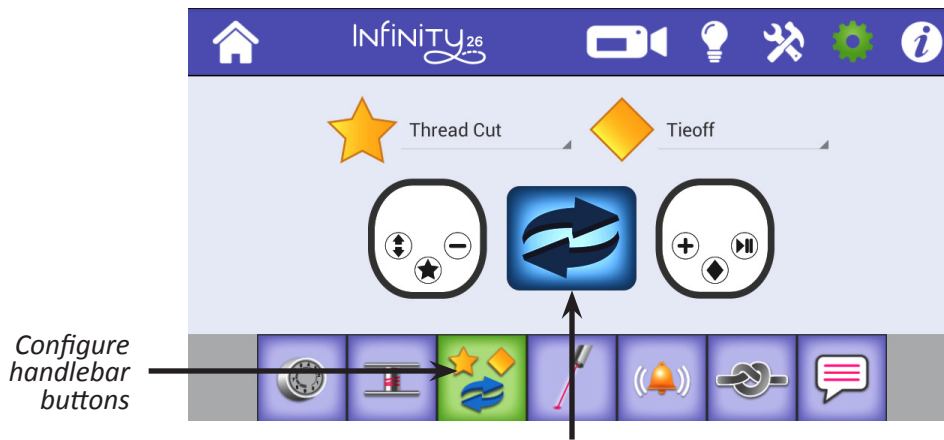 INFINITY 26
Thread Cut
Tieoff
Configure
handlebar
buttons